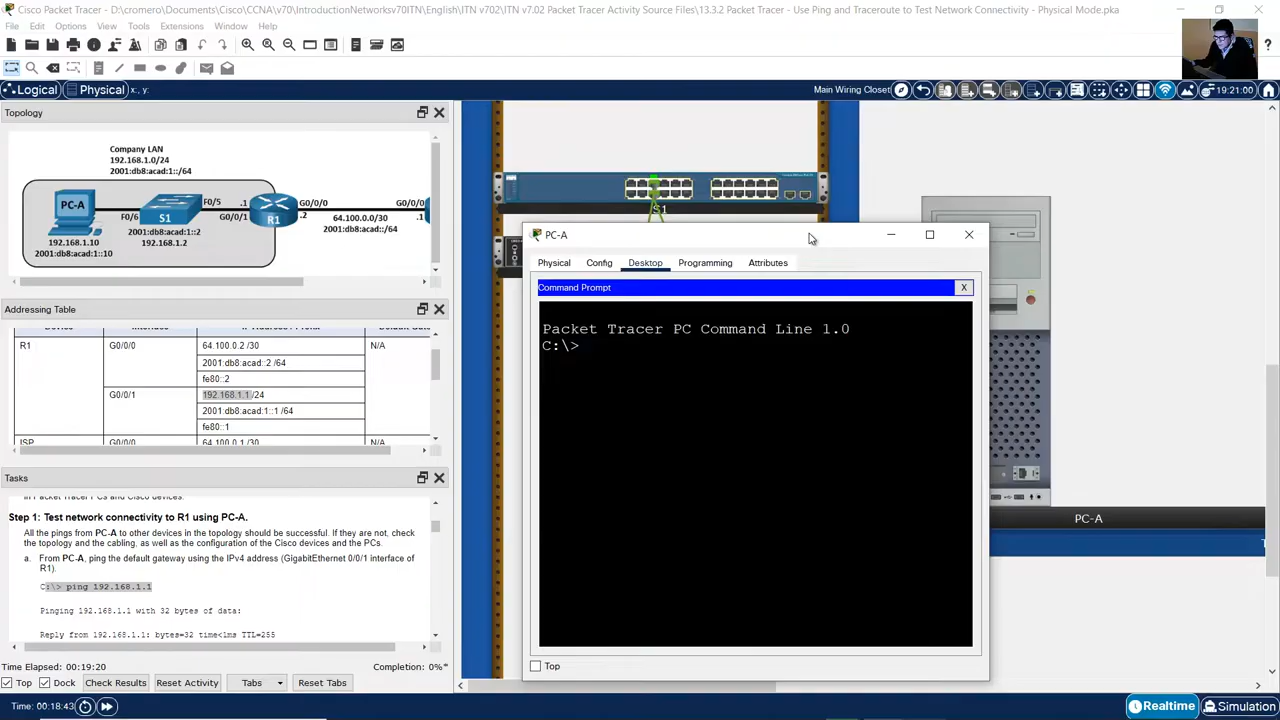 Cisco Packet Tracer - D:\cromero\Documents\Cisco\CCNA\v70\IntroductionNetworksv70ITN\English\ITN v702\ITN v7.02 Packet Tracer Activity Source Files\13.3.2 Packet Tracer - Use Ping and Traceroute to Test Network Connectivity - Physical Mode.pka
File Edit Options View Tools Extensions Window Help
Logical Physical x:, y: Main Wiring Closet 19:21:00
Topology
Company LAN
192.168.1.0/24
2001:db8:acad:1::/64
PC-A
F0/6
S1
F0/5
G0/0/1
R1
G0/0/0
.2
64.100.0.0/30
2001:db8:acad::/64
G0/0/0
.1
192.168.1.10
2001:db8:acad:1::10
2001:db8:acad:1::2
192.168.1.2
Addressing Table
R1 G0/0/0 64.100.0.2 /30 N/A
2001:db8:acad::2 /64
fe80::2
G0/0/1 192.168.1.1 /24
2001:db8:acad:1::1 /64
fe80::1
ISP G0/0/0 64.100.0.1 /30 N/A
Tasks
in Packet Tracer PCs and Cisco devices.
Step 1: Test network connectivity to R1 using PC-A.
All the pings from PC-A to other devices in the topology should be successful. If they are not, check
the topology and the cabling, as well as the configuration of the Cisco devices and the PCs.
a. From PC-A, ping the default gateway using the IPv4 address (GigabitEthernet 0/0/1 interface of
R1).
C:\> ping 192.168.1.1
Pinging 192.168.1.1 with 32 bytes of data:
Reply from 192.168.1.1: bytes=32 time<1ms TTL=255
Time Elapsed: 00:19:20 Completion: 0%*
Top Dock Check Results Reset Activity Tabs Reset Tabs
Time: 00:18:43 Realtime Simulation
S1
PC-A
Physical Config Desktop Programming Attributes
Command Prompt X
Packet Tracer PC Command Line 1.0
C:\>
Top
PC-A